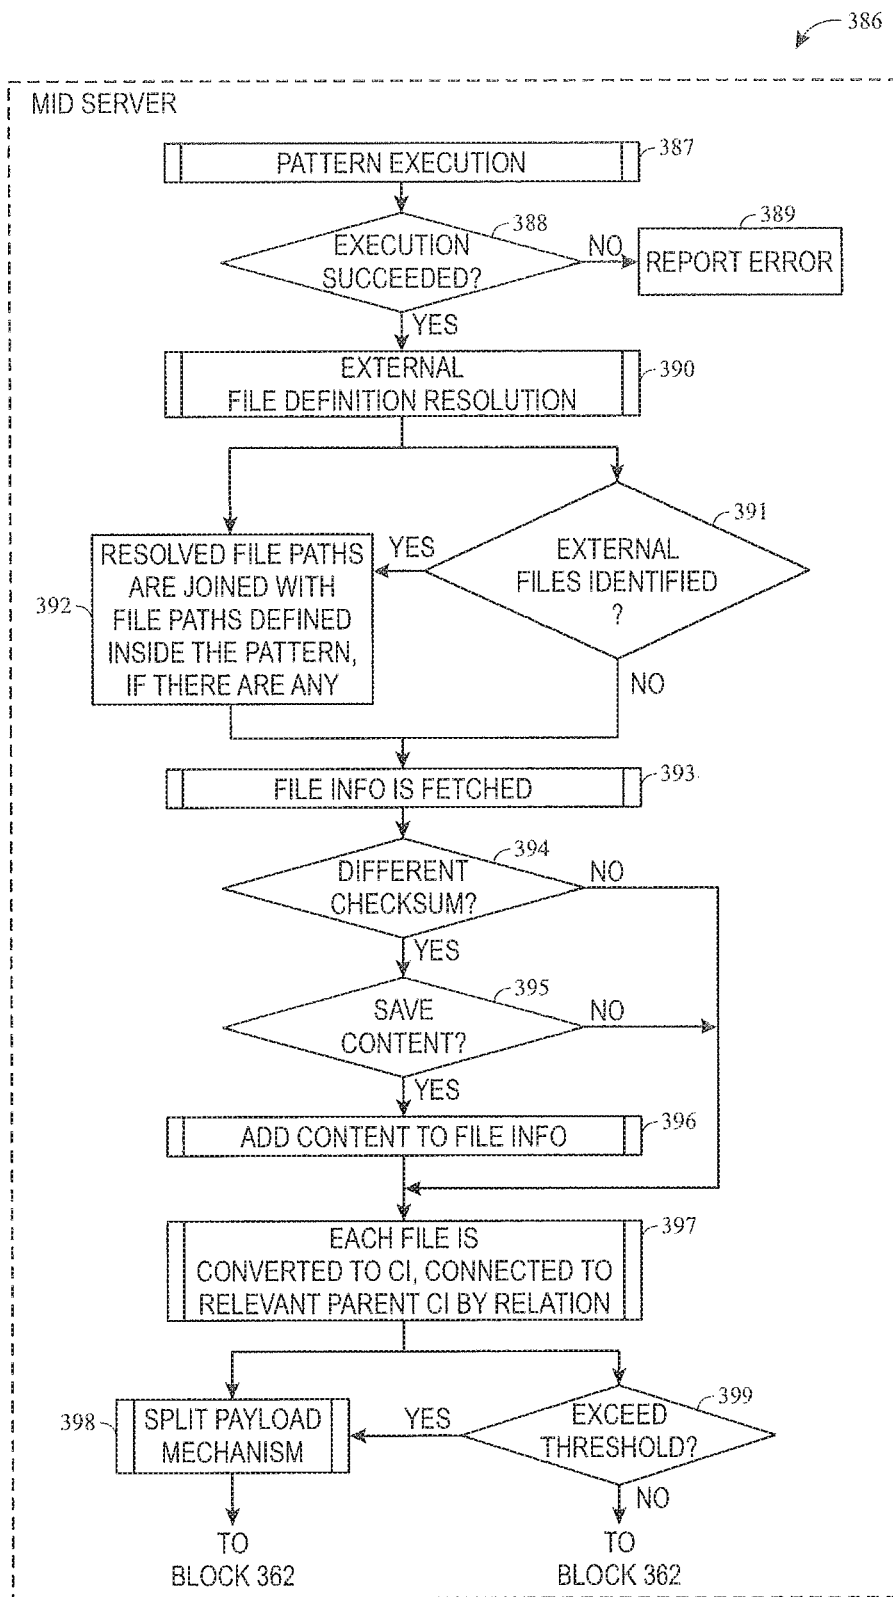 386
MID SERVER
PATTERN EXECUTION
387
EXECUTION
SUCCEEDED?
388
NO
REPORT ERROR
389
YES
EXTERNAL
FILE DEFINITION RESOLUTION
390
RESOLVED FILE PATHS
ARE JOINED WITH
FILE PATHS DEFINED
INSIDE THE PATTERN,
IF THERE ARE ANY
392
YES
EXTERNAL
FILES IDENTIFIED
?
391
NO
FILE INFO IS FETCHED
393
DIFFERENT
CHECKSUM?
394
NO
YES
SAVE
CONTENT?
395
NO
YES
ADD CONTENT TO FILE INFO
396
EACH FILE IS
CONVERTED TO CI, CONNECTED TO
RELEVANT PARENT CI BY RELATION
397
398
SPLIT PAYLOAD
MECHANISM
YES
EXCEED
THRESHOLD?
399
NO
TO
BLOCK 362
TO
BLOCK 362